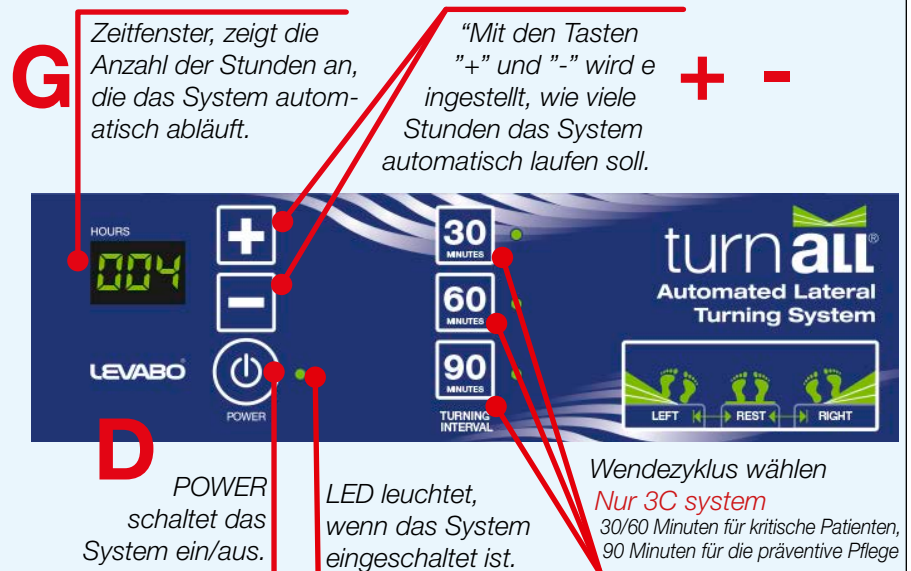 G
Zeitfenster, zeigt die
Anzahl der Stunden an,
die das System autom-
atisch abläuft.
“Mit den Tasten
”+” und ”-” wird e
ingestellt, wie viele
Stunden das System
automatisch laufen soll.
+ -
HOURS
004
+
-
LEVABO®
POWER
30
MINUTES
60
MINUTES
90
MINUTES
TURNING
INTERVAL
turn all®
Automated Lateral
Turning System
LEFT REST RIGHT
D
POWER
schaltet das
System ein/aus.
LED leuchtet,
wenn das System
eingeschaltet ist.
Wendezyklus wählen
Nur 3C system
30/60 Minuten für kritische Patienten,
90 Minuten für die präventive Pflege